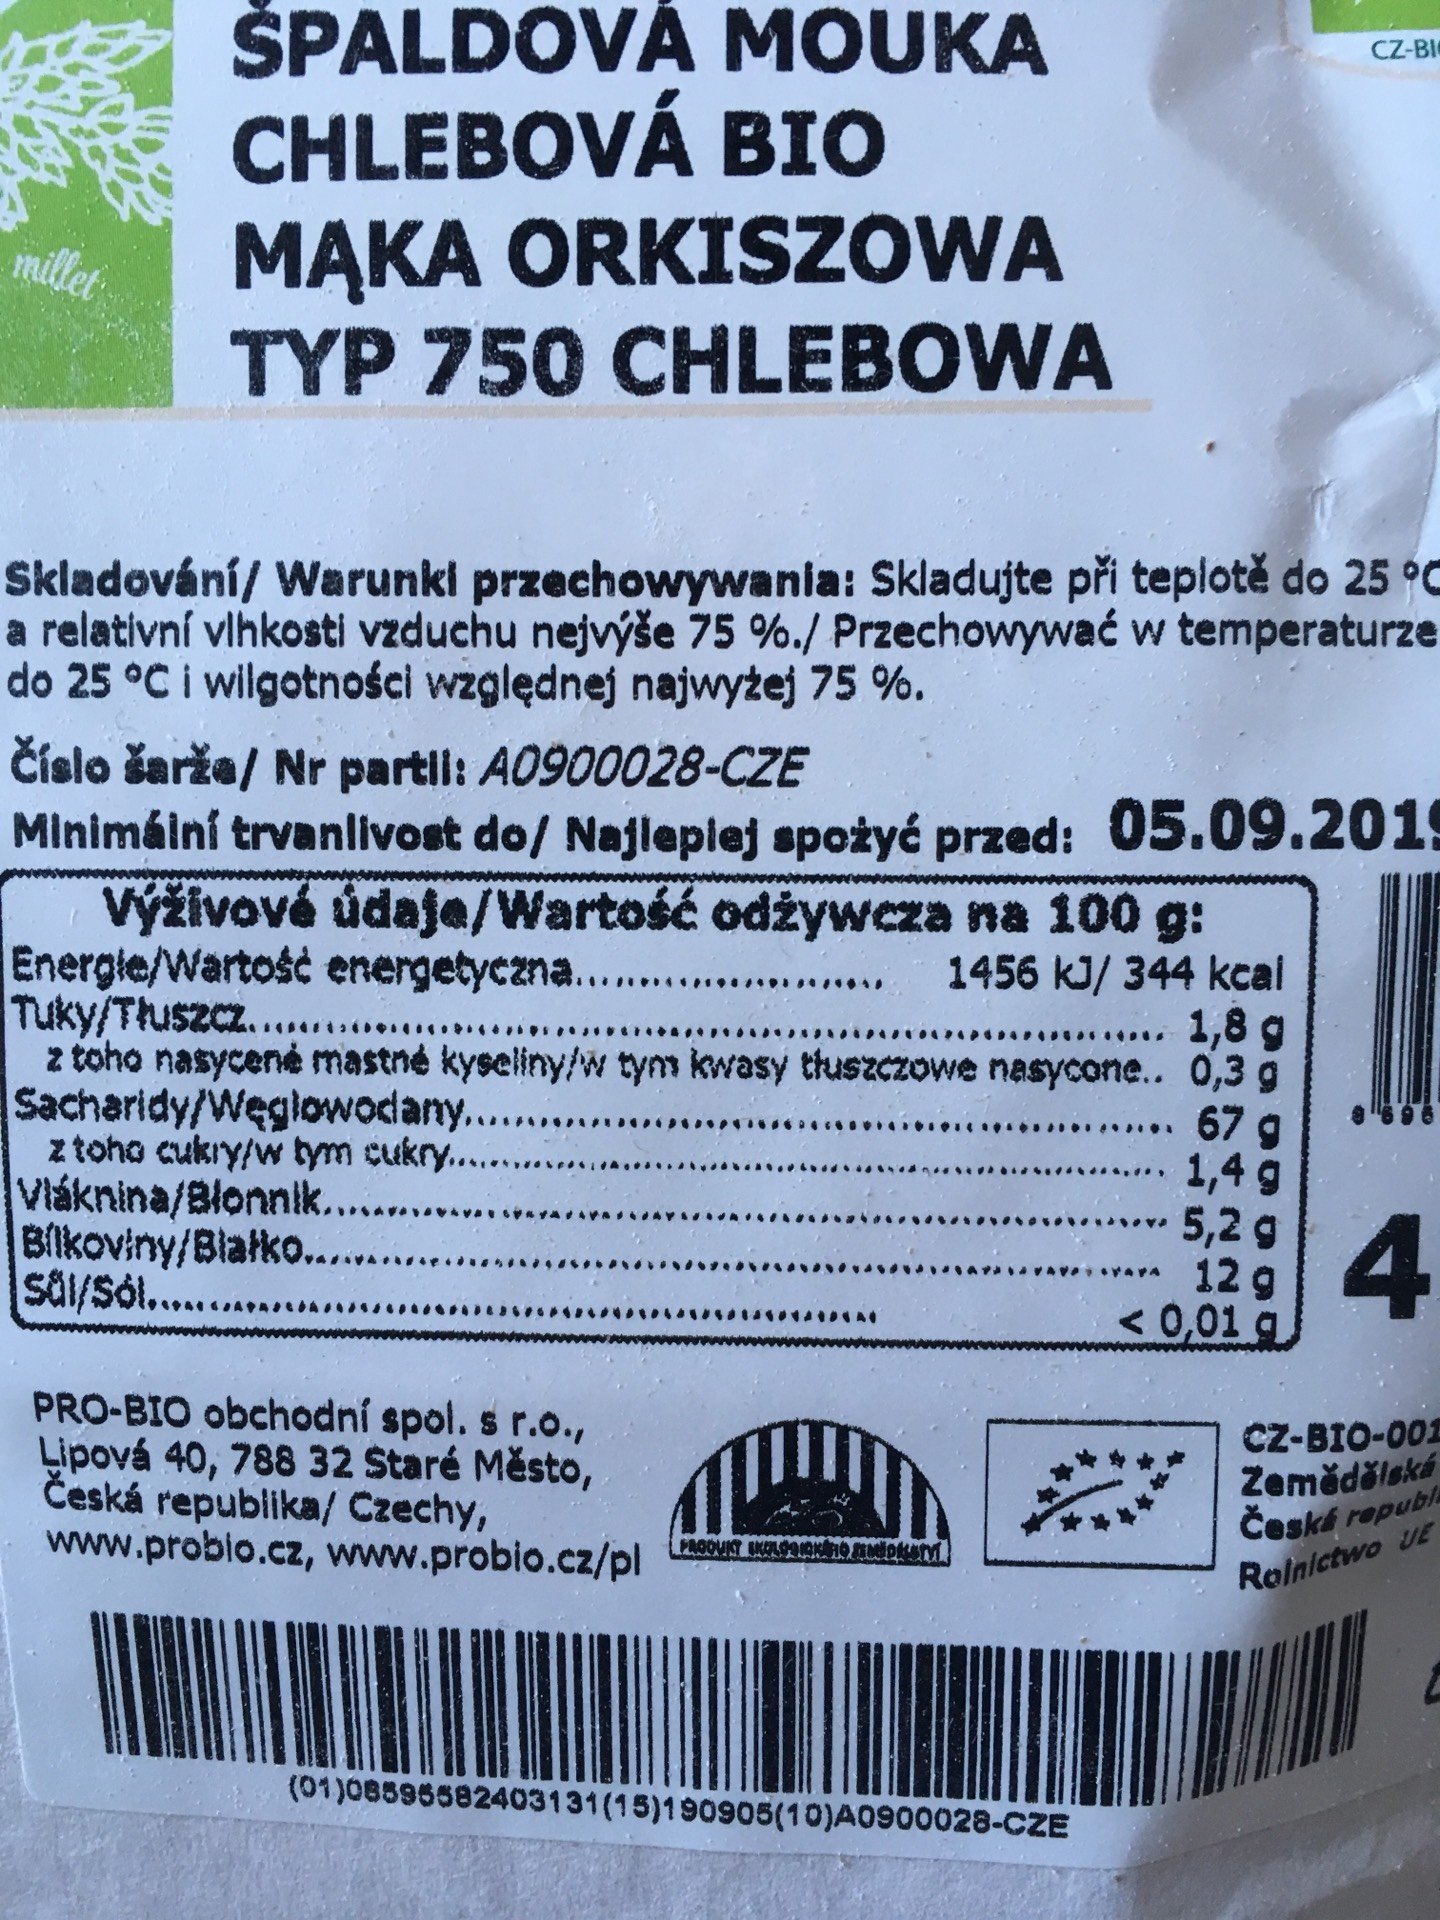 ŠPALDOVÁ MOUKA
CZ-BI
CHLEBOVÁ BIO
MĄKA ORKISZOWA
millet
TYP 750 CHLEBOWA
Skladování/ Warunki przechowywania: Skladujte při teplotě do 25 °C
a relativní vlhkosti vzduchu nejvýše 75 %./ Przechowywać w temperaturze
do 25 °C i wilgotności względnej najwyżej 75 %.
Číslo šarže/ Nr partii: A0900028-CZE
Minimální trvanlivost do/ Najlepiej spożyć przed: 05.09.2019
Výživové údaje/Wartość odżywcza na 100 g:
Energie/Wartość energetyczna...................... 1456 kJ/ 344 kcal
Tuky/Tłuszcz.......................................................... 1,8 g
z toho nasycené mastné kyseliny/w tym kwasy tłuszczowe nasycone.. 0,3 g
Sacharidy/Węglowodany............................................. 67 g
z toho cukry/w tym cukry............................................. 1,4 g
Vláknina/Błonnik..................................................... 5,2 g
Bílkoviny/Białko...................................................... 12 g
Sůl/Sól.................................................. < 0,01 g
4
PRO-BIO obchodní spol. s r.o.,
Lipová 40, 788 32 Staré Město,
Česká republika/ Czechy,
www.probio.cz, www.probio.cz/pl
PRODUKT EKOLOGICKÉHO ZEMĚDĚLSTVÍ
CZ-BIO-001
Zemědělská
Česká republi
Rolnictwo UE
(01)08595582403131(15)190905(10)A0900028-CZE